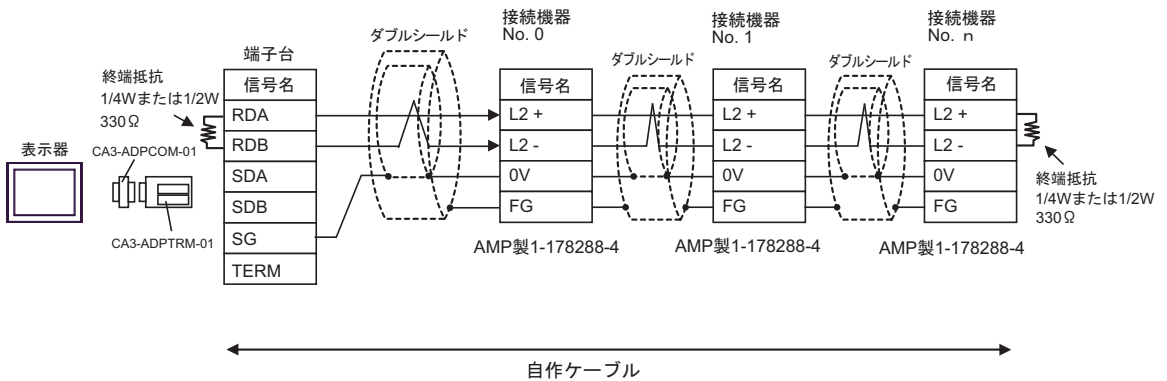 表示器
CA3-ADPCOM-01
CA3-ADPTRM-01
終端抵抗
1/4Wまたは1/2W
330Ω
端子台
信号名
RDA
RDB
SDA
SDB
SG
TERM
ダブルシールド
接続機器
No. 0
信号名
L2 +
L2 -
0V
FG
AMP製1-178288-4
ダブルシールド
接続機器
No. 1
信号名
L2 +
L2 -
0V
FG
AMP製1-178288-4
ダブルシールド
接続機器
No. n
信号名
L2 +
L2 -
0V
FG
AMP製1-178288-4
終端抵抗
1/4Wまたは1/2W
330Ω
自作ケーブル